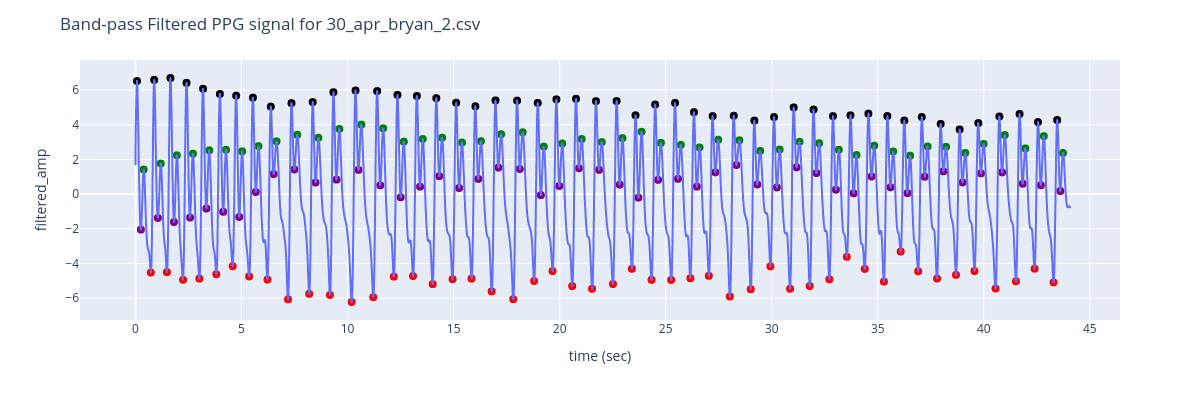 Band-pass Filtered PPG signal for 30_apr_bryan_2.csv
6
4
2
0
−2
−4
−6
filtered_amp
0 5 10 15 20 25 30 35 40 45
time (sec)